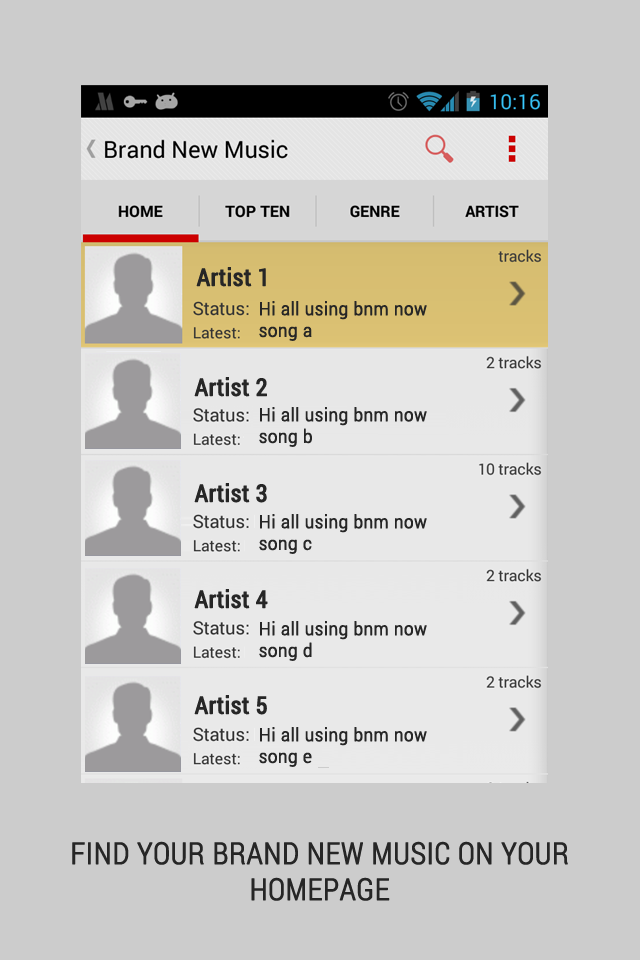 10:16
Brand New Music
HOME TOP TEN GENRE ARTIST
tracks
Artist 1
Status: Hi all using bnm now
Latest: song a
2 tracks
Artist 2
Status: Hi all using bnm now
Latest: song b
10 tracks
Artist 3
Status: Hi all using bnm now
Latest: song c
2 tracks
Artist 4
Status: Hi all using bnm now
Latest: song d
2 tracks
Artist 5
Status: Hi all using bnm now
Latest: song e
FIND YOUR BRAND NEW MUSIC ON YOUR
HOMEPAGE